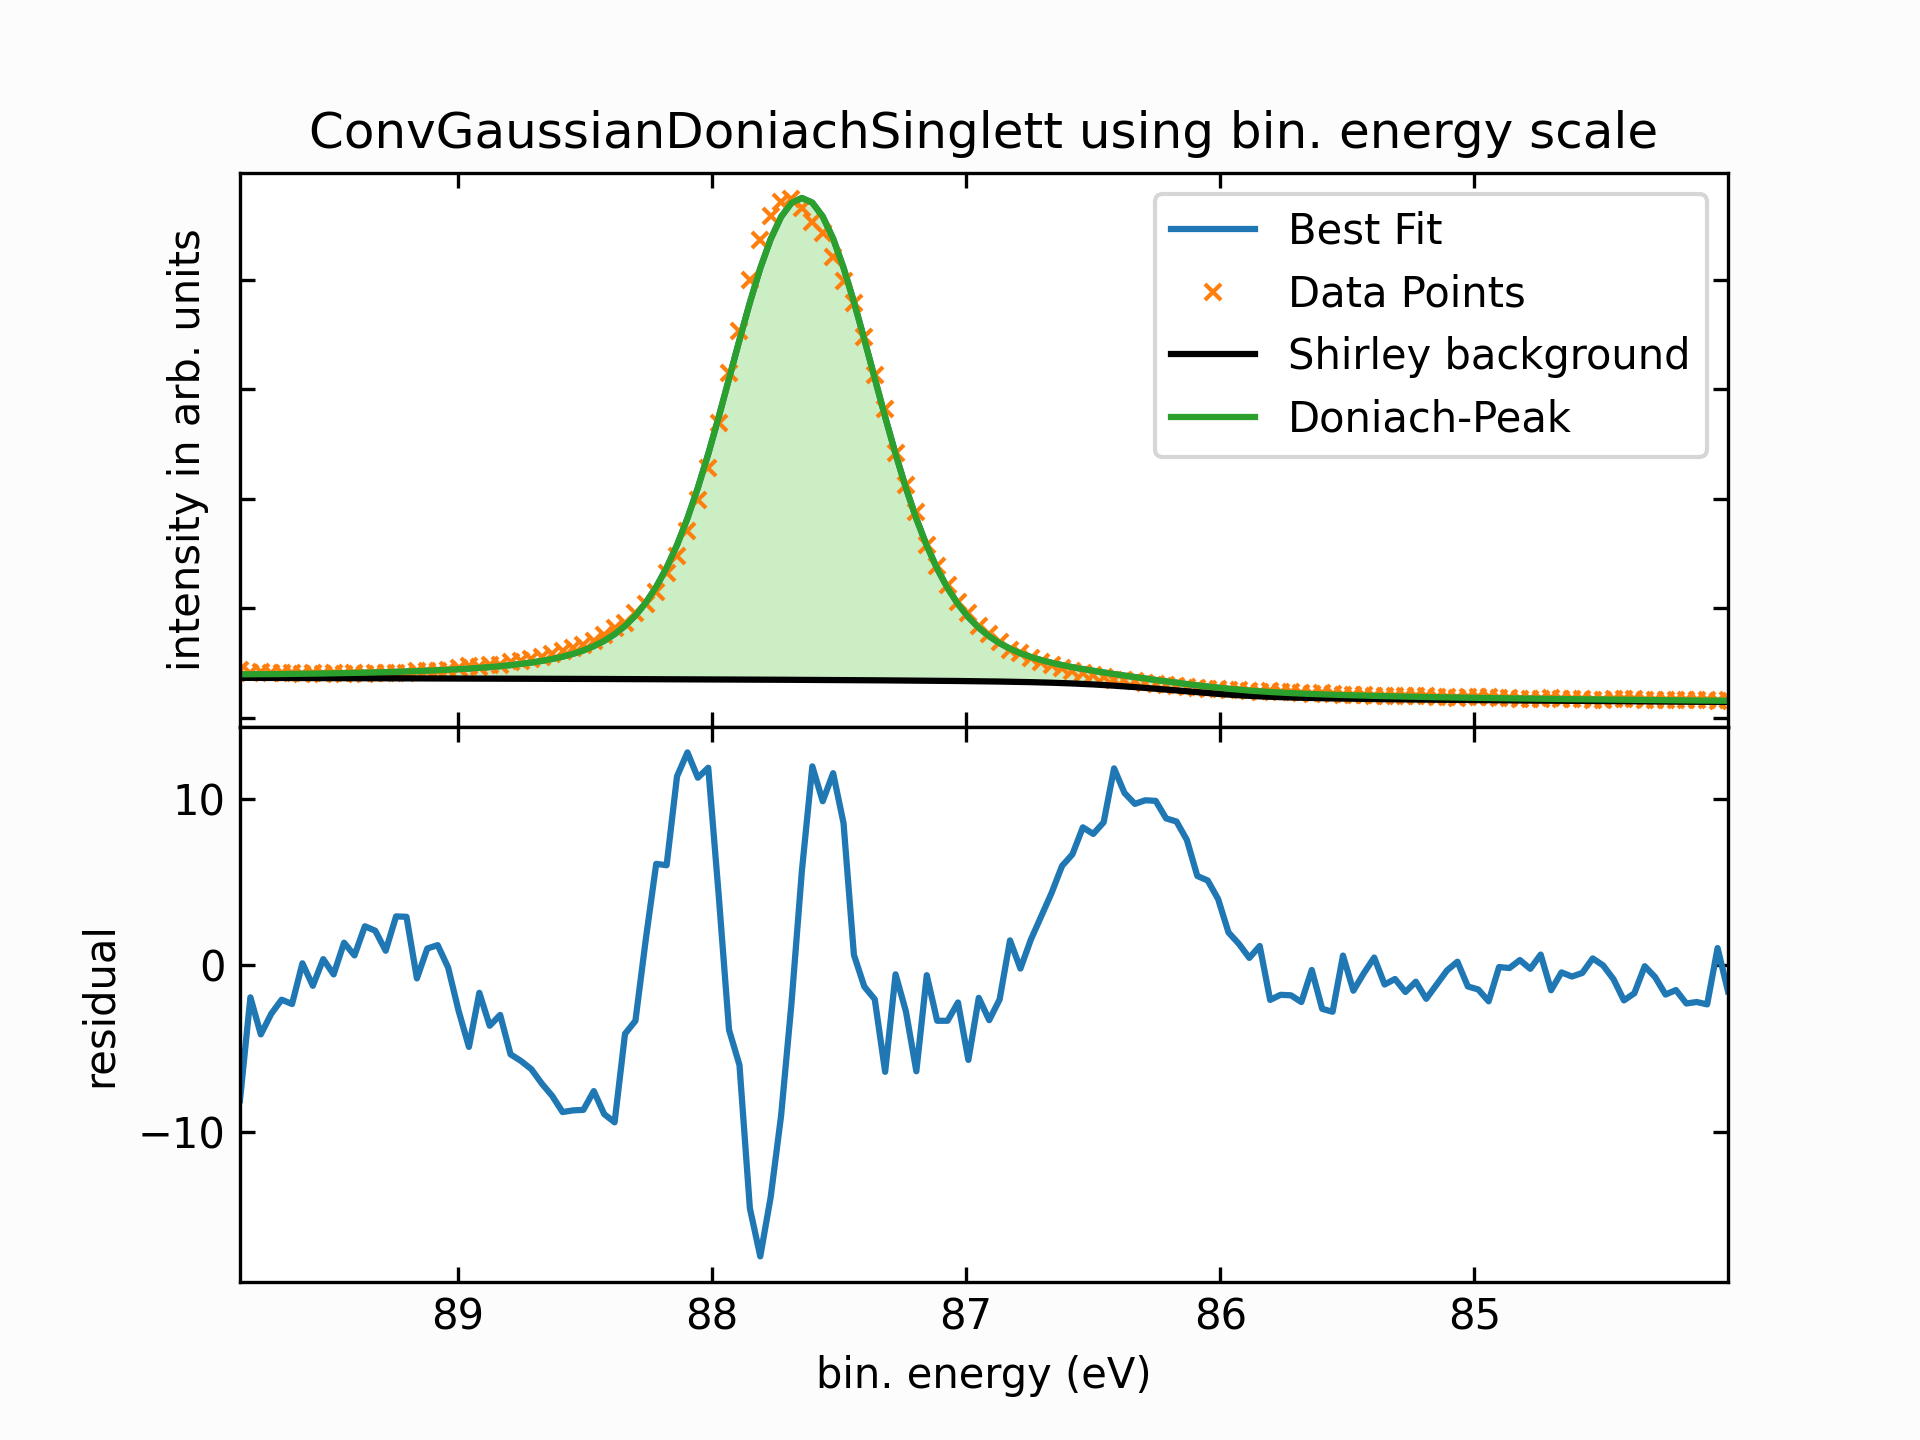 ConvGaussianDoniachSinglett using bin. energy scale
intensity in arb. units
Best Fit
Data Points
Shirley background
Doniach-Peak
10
0
−10
residual
89
88
87
86
85
bin. energy (eV)